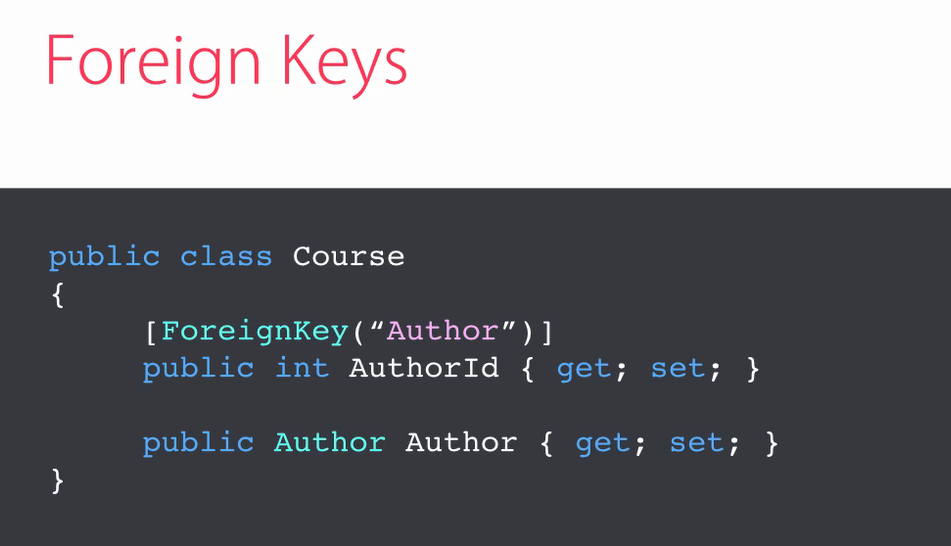 Foreign Keys
public class Course
{
[ForeignKey(“Author”)]
public int AuthorId { get; set; }
public Author Author { get; set; }
}